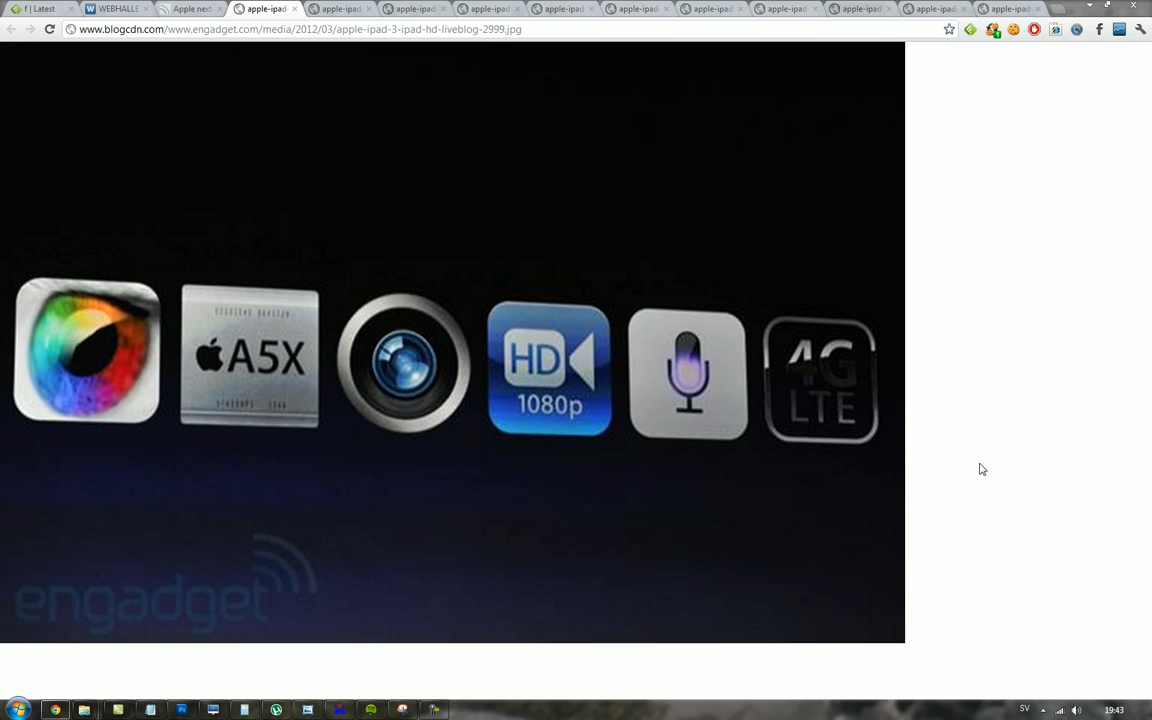 f | Latest
WEBHALLE
Apple next
apple-ipad-
apple-ipad
apple-ipad
apple-ipad
apple-ipad
apple-ipad
apple-ipad
apple-ipad
apple-ipad
apple-ipad
apple-ipad
www.blogcdn.com/www.engadget.com/media/2012/03/apple-ipad-3-ipad-hd-liveblog-2999.jpg
A5X
HD
1080p
4G
LTE
engadget
SV
19:43